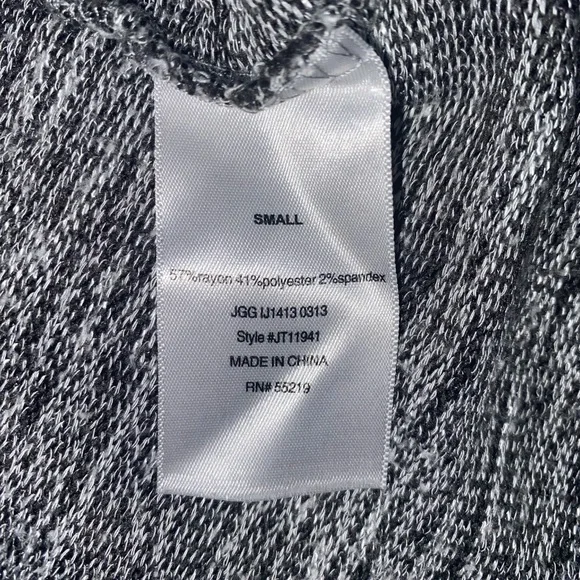 SMALL
57%rayon 41%polyester 2%spandex
JGG IJ1413 0313
Style #JT11941
MADE IN CHINA
RN# 55219